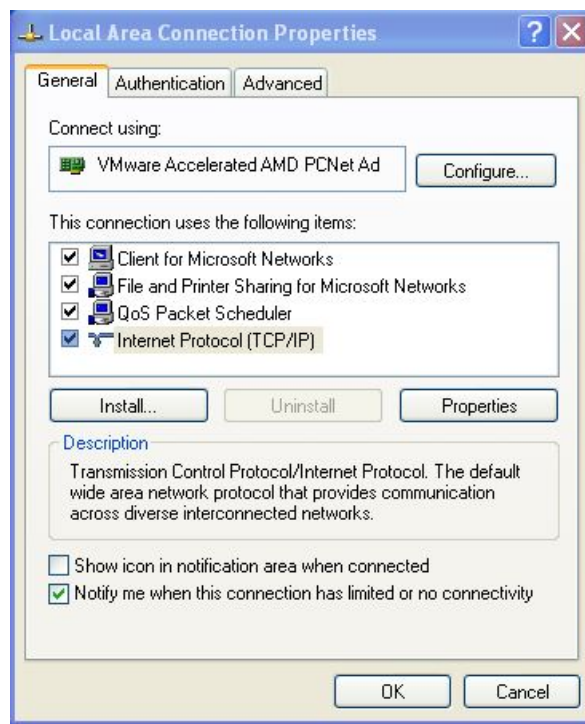 Local Area Connection Properties
General Authentication Advanced
Connect using:
VMware Accelerated AMD PCNet Ad
Configure...
This connection uses the following items:
Client for Microsoft Networks
File and Printer Sharing for Microsoft Networks
QoS Packet Scheduler
Internet Protocol (TCP/IP)
Install... Uninstall Properties
Description
Transmission Control Protocol/Internet Protocol. The default
wide area network protocol that provides communication
across diverse interconnected networks.
Show icon in notification area when connected
Notify me when this connection has limited or no connectivity
OK Cancel